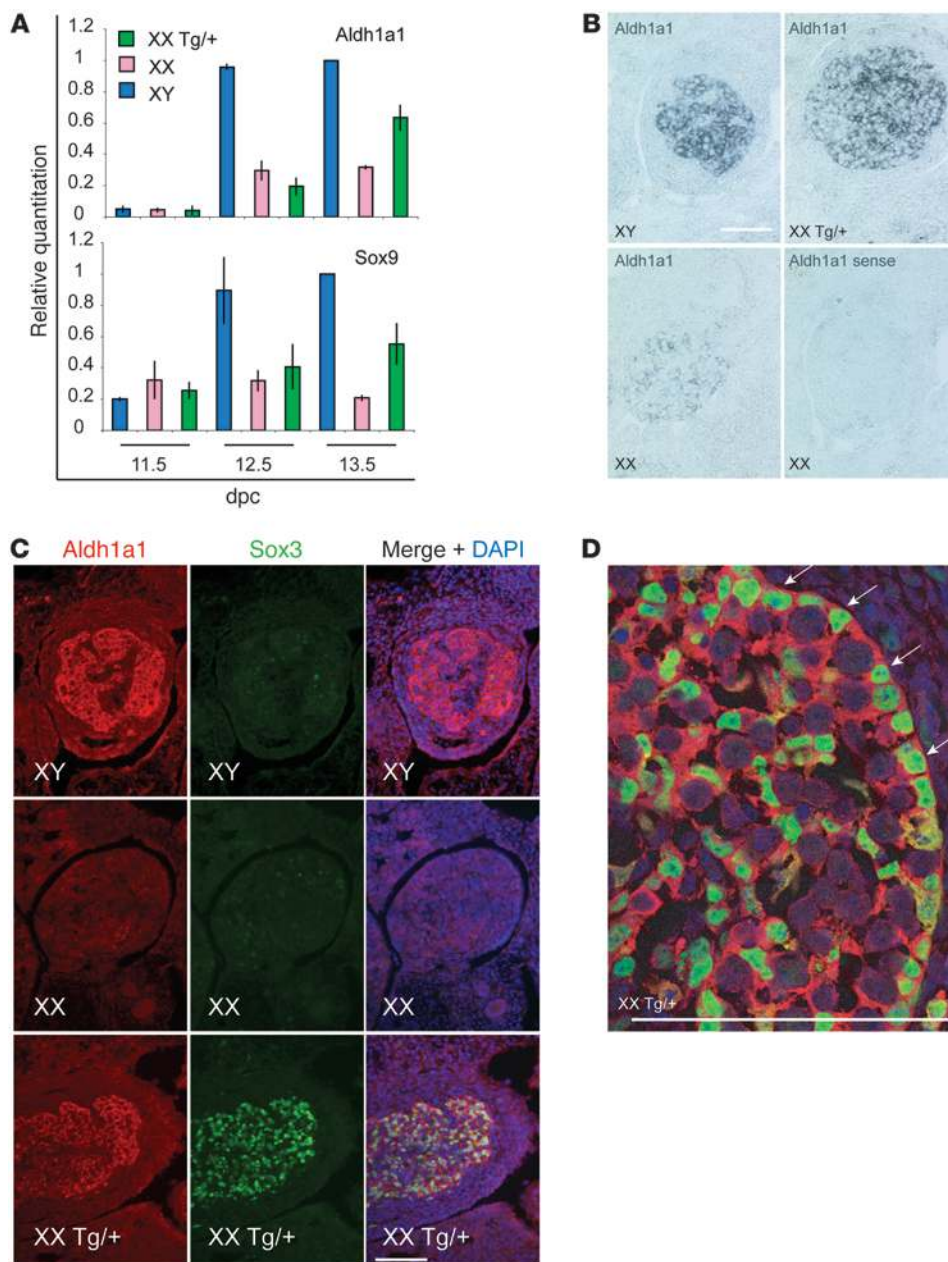 A
1.2
1
0.8
0.6
0.4
0.2
0
XX Tg/+
XX
XY
Aldh1a1
Relative quantitation
1.2
1
0.8
0.6
0.4
0.2
0
Sox9
11.5 12.5 13.5
dpc
B
Aldh1a1 Aldh1a1
XY XX Tg/+
Aldh1a1 Aldh1a1 sense
XX XX
C
Aldh1a1 Sox3 Merge + DAPI
XY XY XY
XX XX XX
XX Tg/+ XX Tg/+ XX Tg/+
D
XX Tg/+